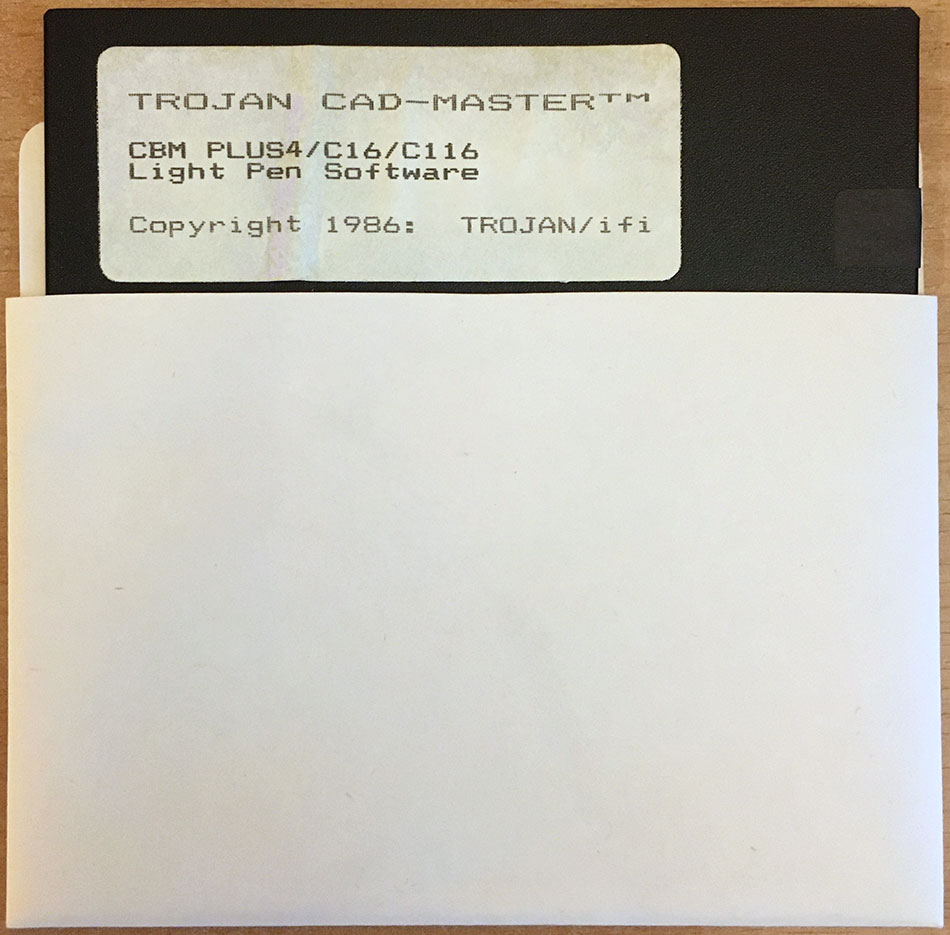 TROJAN CAD-MASTER™
CBM PLUS4/C16/C116
Light Pen Software
Copyright 1986: TROJAN/ifi